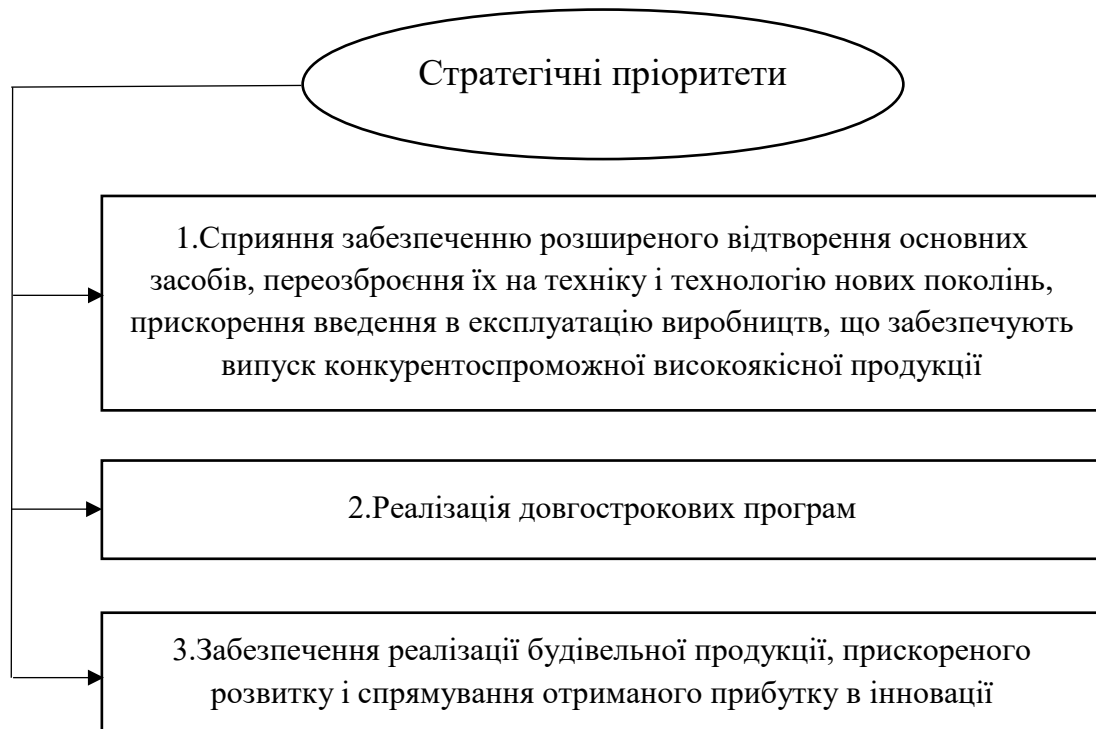 Стратегічні пріоритети
1.Сприяння забезпеченню розширеного відтворення основних
засобів, переозброєння їх на техніку і технологію нових поколінь,
прискорення введення в експлуатацію виробництв, що забезпечують
випуск конкурентоспроможної високоякісної продукції
2.Реалізація довгострокових програм
3.Забезпечення реалізації будівельної продукції, прискореного
розвитку і спрямування отриманого прибутку в інновації